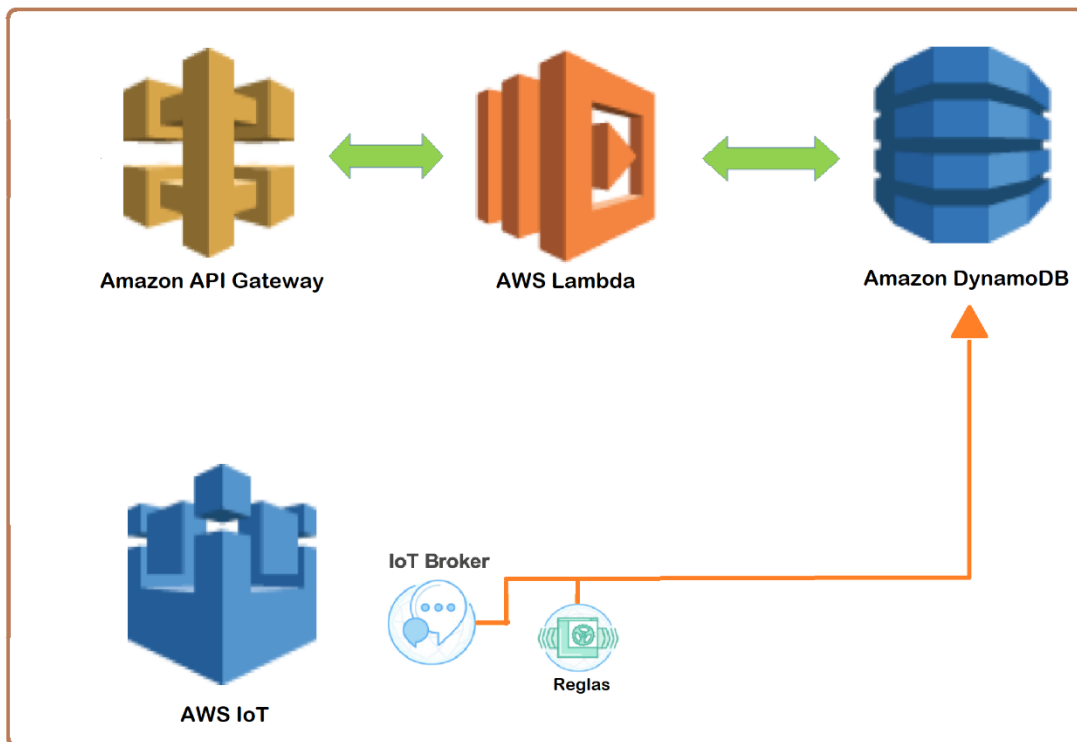 Amazon API Gateway
AWS Lambda
Amazon DynamoDB
IoT Broker
Reglas
AWS IoT